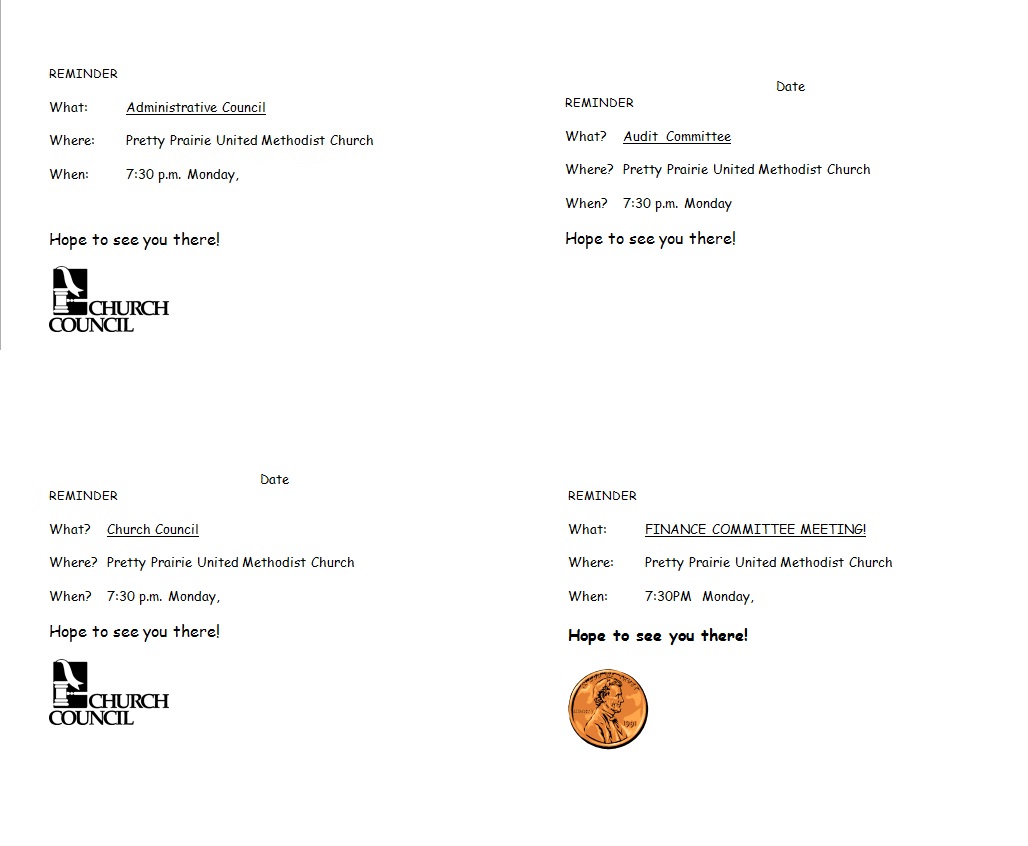 REMINDER
What: Administrative Council
Where: Pretty Prairie United Methodist Church
When: 7:30 p.m. Monday,
Hope to see you there!
CHURCH
COUNCIL
Date
REMINDER
What? Audit Committee
Where? Pretty Prairie United Methodist Church
When? 7:30 p.m. Monday
Hope to see you there!
Date
REMINDER
What? Church Council
Where? Pretty Prairie United Methodist Church
When? 7:30 p.m. Monday,
Hope to see you there!
CHURCH
COUNCIL
REMINDER
What: FINANCE COMMITTEE MEETING!
Where: Pretty Prairie United Methodist Church
When: 7:30PM Monday,
Hope to see you there!
1991